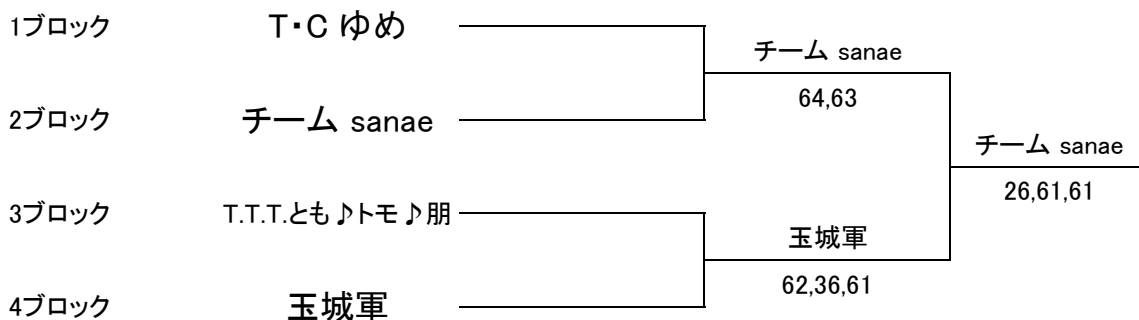 1ブロック T・C ゆめ
チーム sanae
64,63
2ブロック チーム sanae
チーム sanae
26,61,61
3ブロック T.T.T.とも♪トモ♪朋
玉城軍
62,36,61
4ブロック 玉城軍